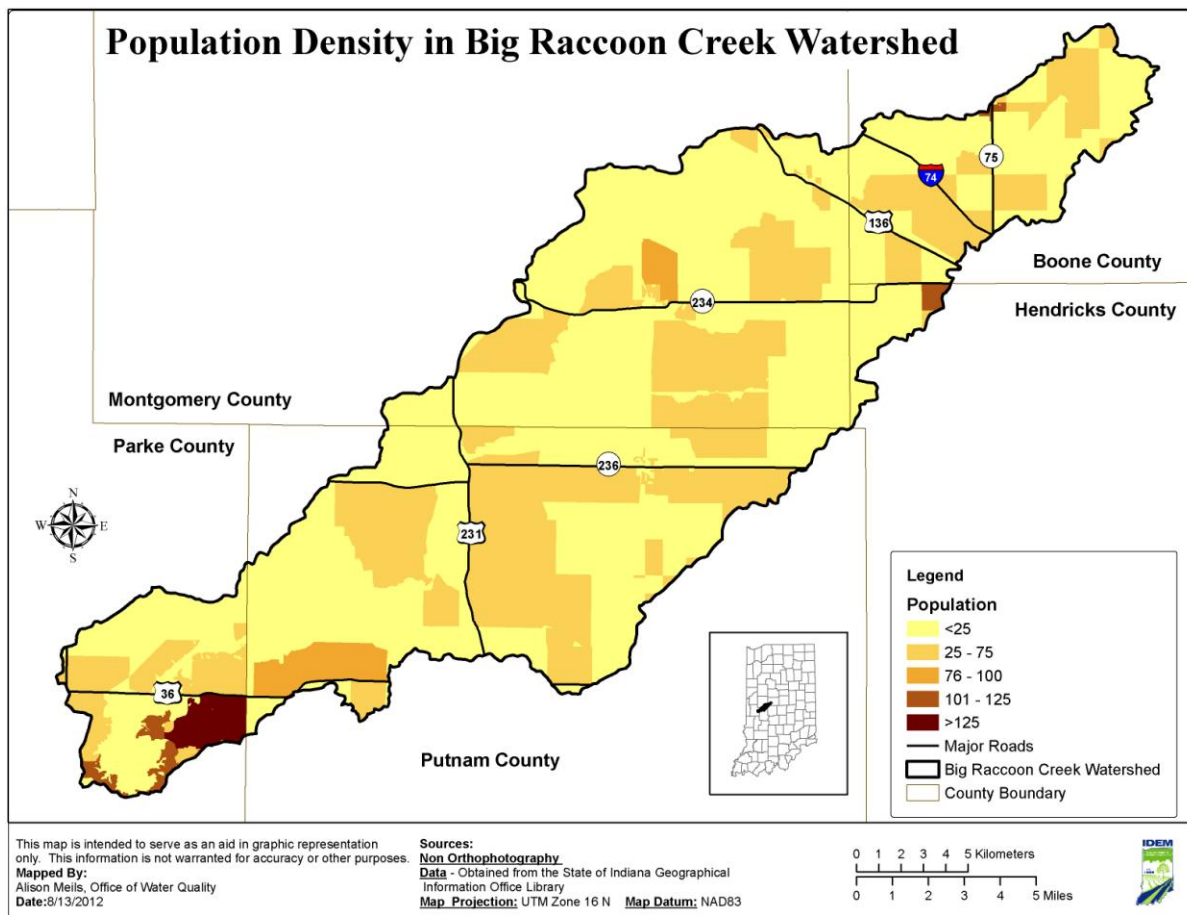 Population Density in Big Raccoon Creek Watershed
75
74
136
Boone County
234
Hendricks County
Montgomery County
Parke County
236
N
W E
S
231
36
Putnam County
Legend
Population
<25
25 - 75
76 - 100
101 - 125
>125
Major Roads
Big Raccoon Creek Watershed
County Boundary
This map is intended to serve as an aid in graphic representation
only. This information is not warranted for accuracy or other purposes.
Mapped By:
Alison Meils, Office of Water Quality
Date:8/13/2012
Sources:
Non Orthophotography
Data - Obtained from the State of Indiana Geographical
Information Office Library
Map Projection: UTM Zone 16 N Map Datum: NAD83
0 1 2 3 4 5 Kilometers
0 1 2 3 4 5 Miles
IDEM